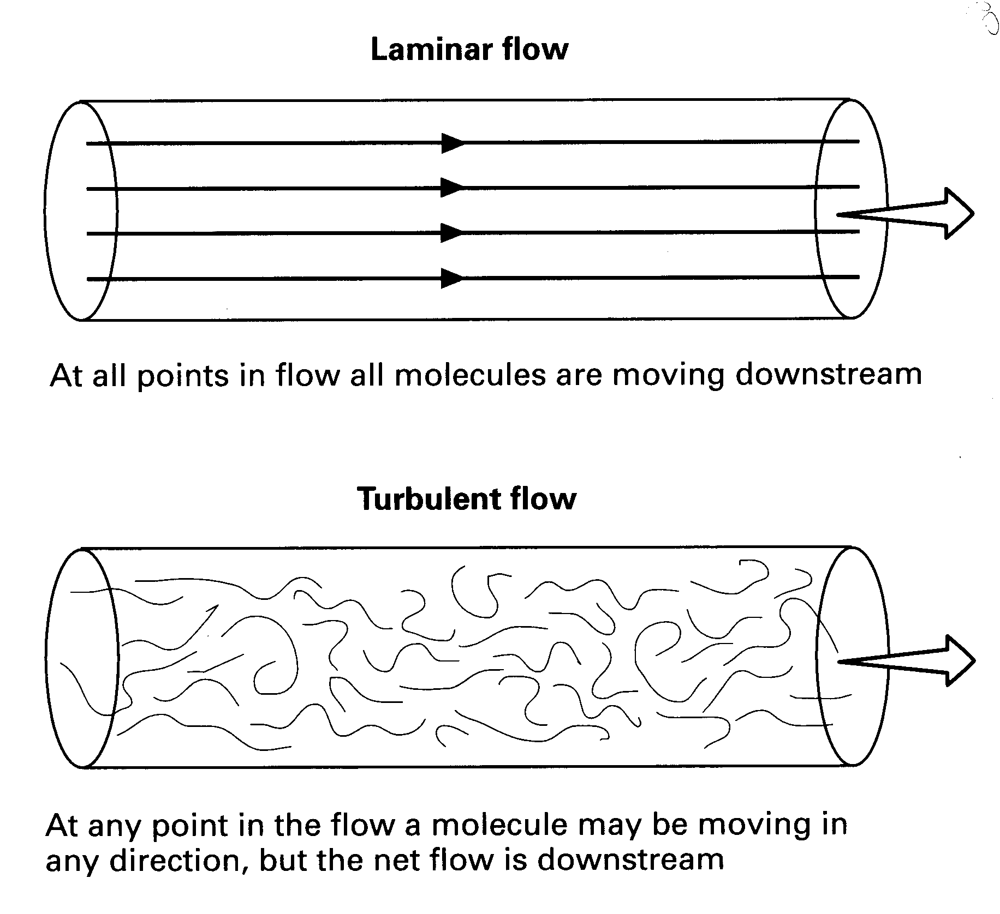 Laminar flow
At all points in flow all molecules are moving downstream
Turbulent flow
At any point in the flow a molecule may be moving in
any direction, but the net flow is downstream